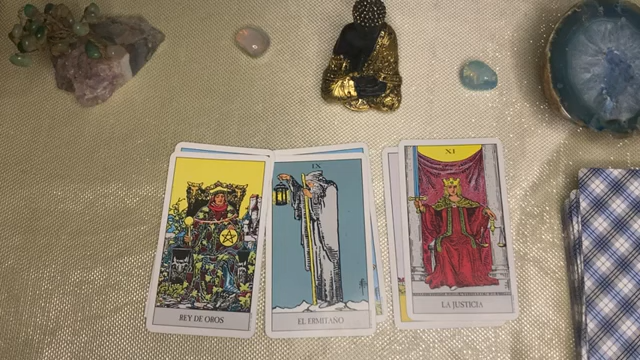 REY DE OROS
IX
EL ERMITAÑO
XI
LA JUSTICIA